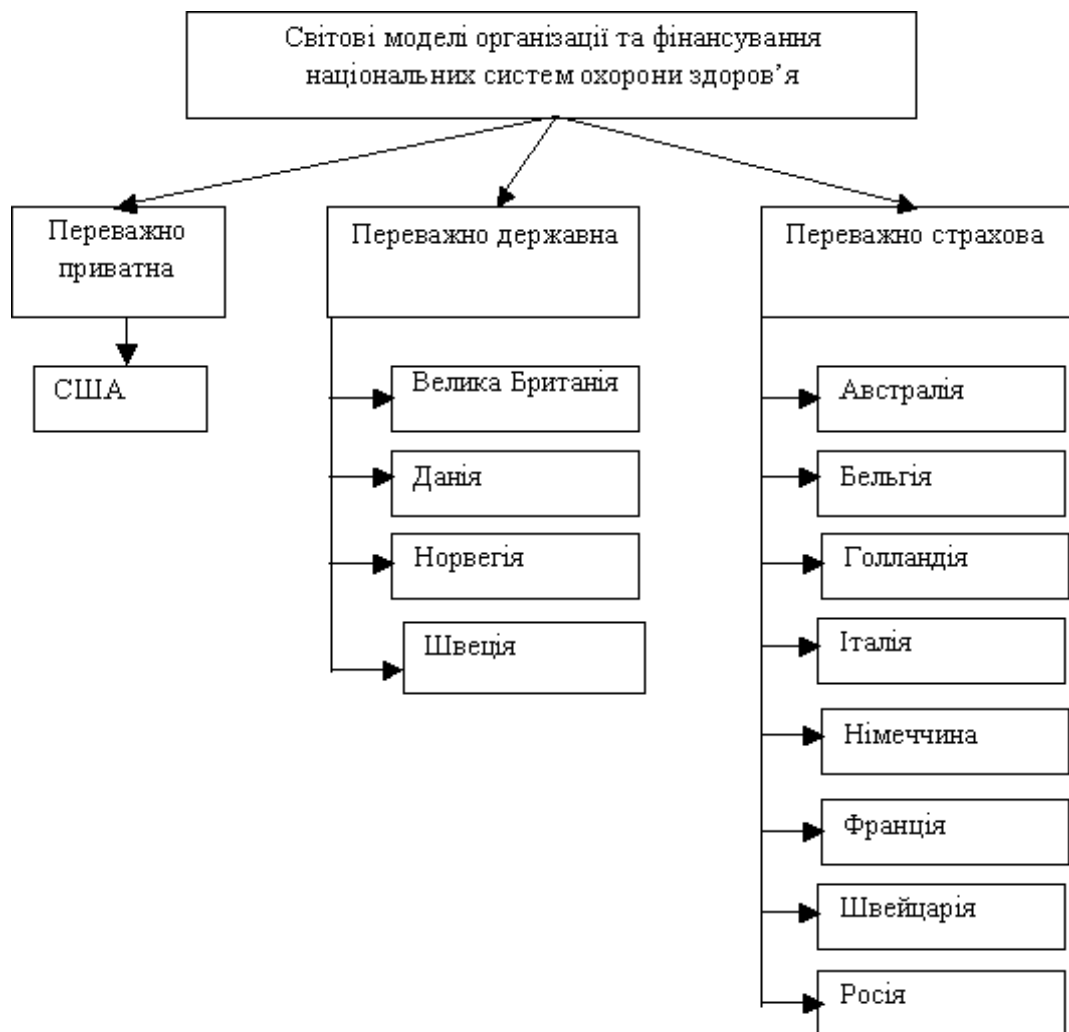 Світові моделі організації та фінансування
національних систем охорони здоров’я
Переважно
приватна
США
Переважно державна
Велика Британія
Данія
Норвегія
Швеція
Переважно страхова
Австралія
Бельгія
Голландія
Італія
Німеччина
Франція
Швейцарія
Росія